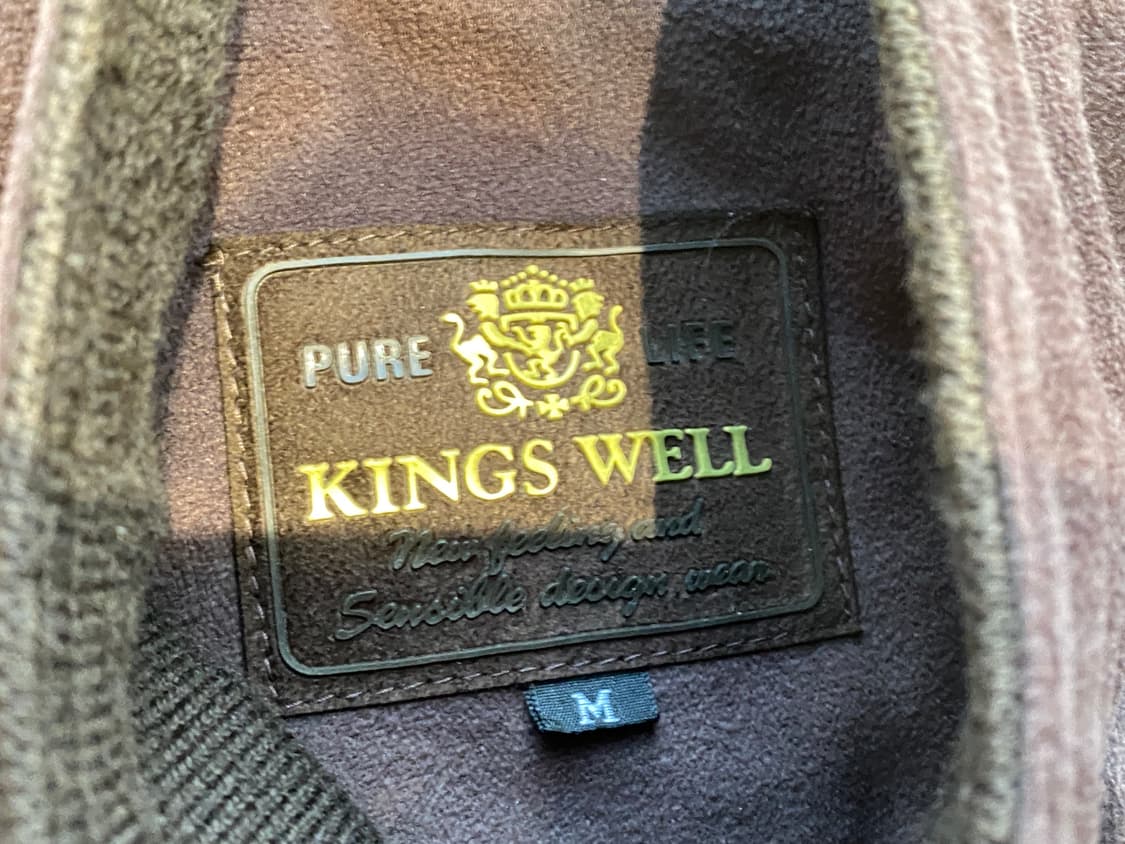 PURE LIFE
KINGS WELL
New feeling and
Sensible design wear
M